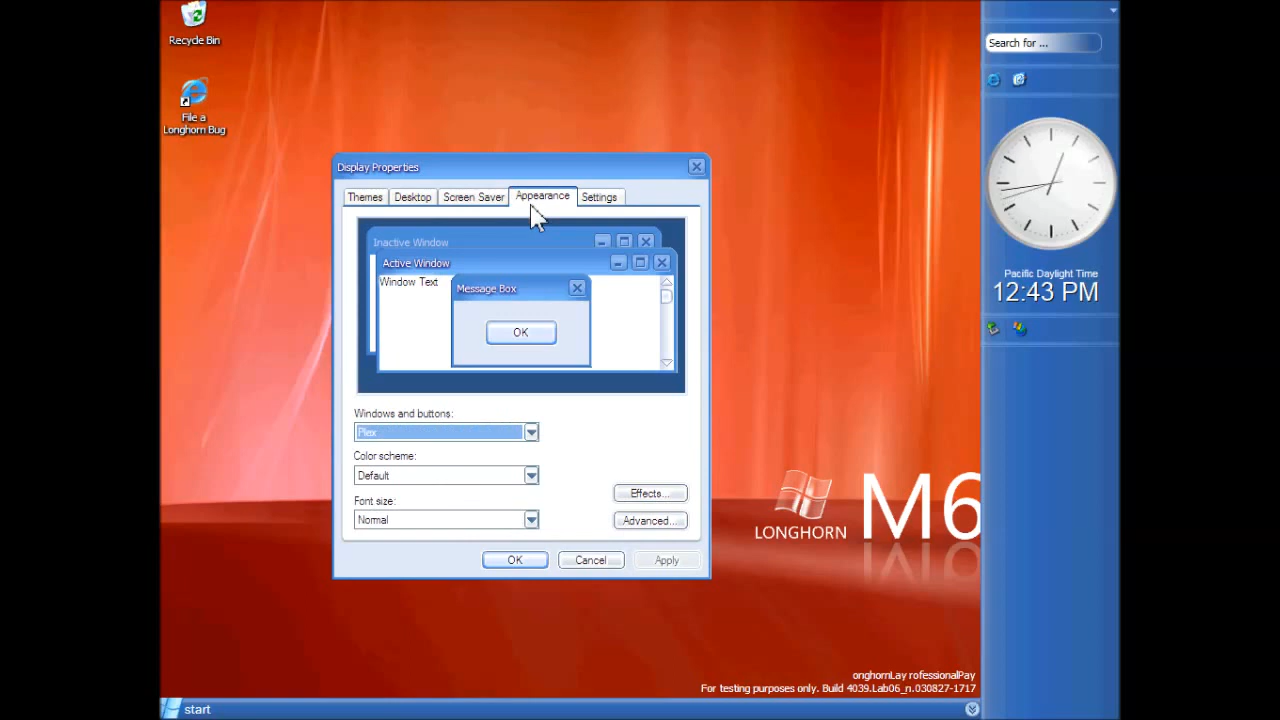 Recycle Bin
File a
Longhorn Bug
Search for ...
Pacific Daylight Time
12:43 PM
Display Properties
Themes
Desktop
Screen Saver
Appearance
Settings
Inactive Window
Active Window
Window Text
Message Box
OK
Windows and buttons:
Plex
Color scheme:
Default
Font size:
Normal
Effects...
Advanced...
OK
Cancel
Apply
LONGHORN
M6
onghornLay rofessionalPay
For testing purposes only. Build 4039.Lab06_n.030827-1717
start